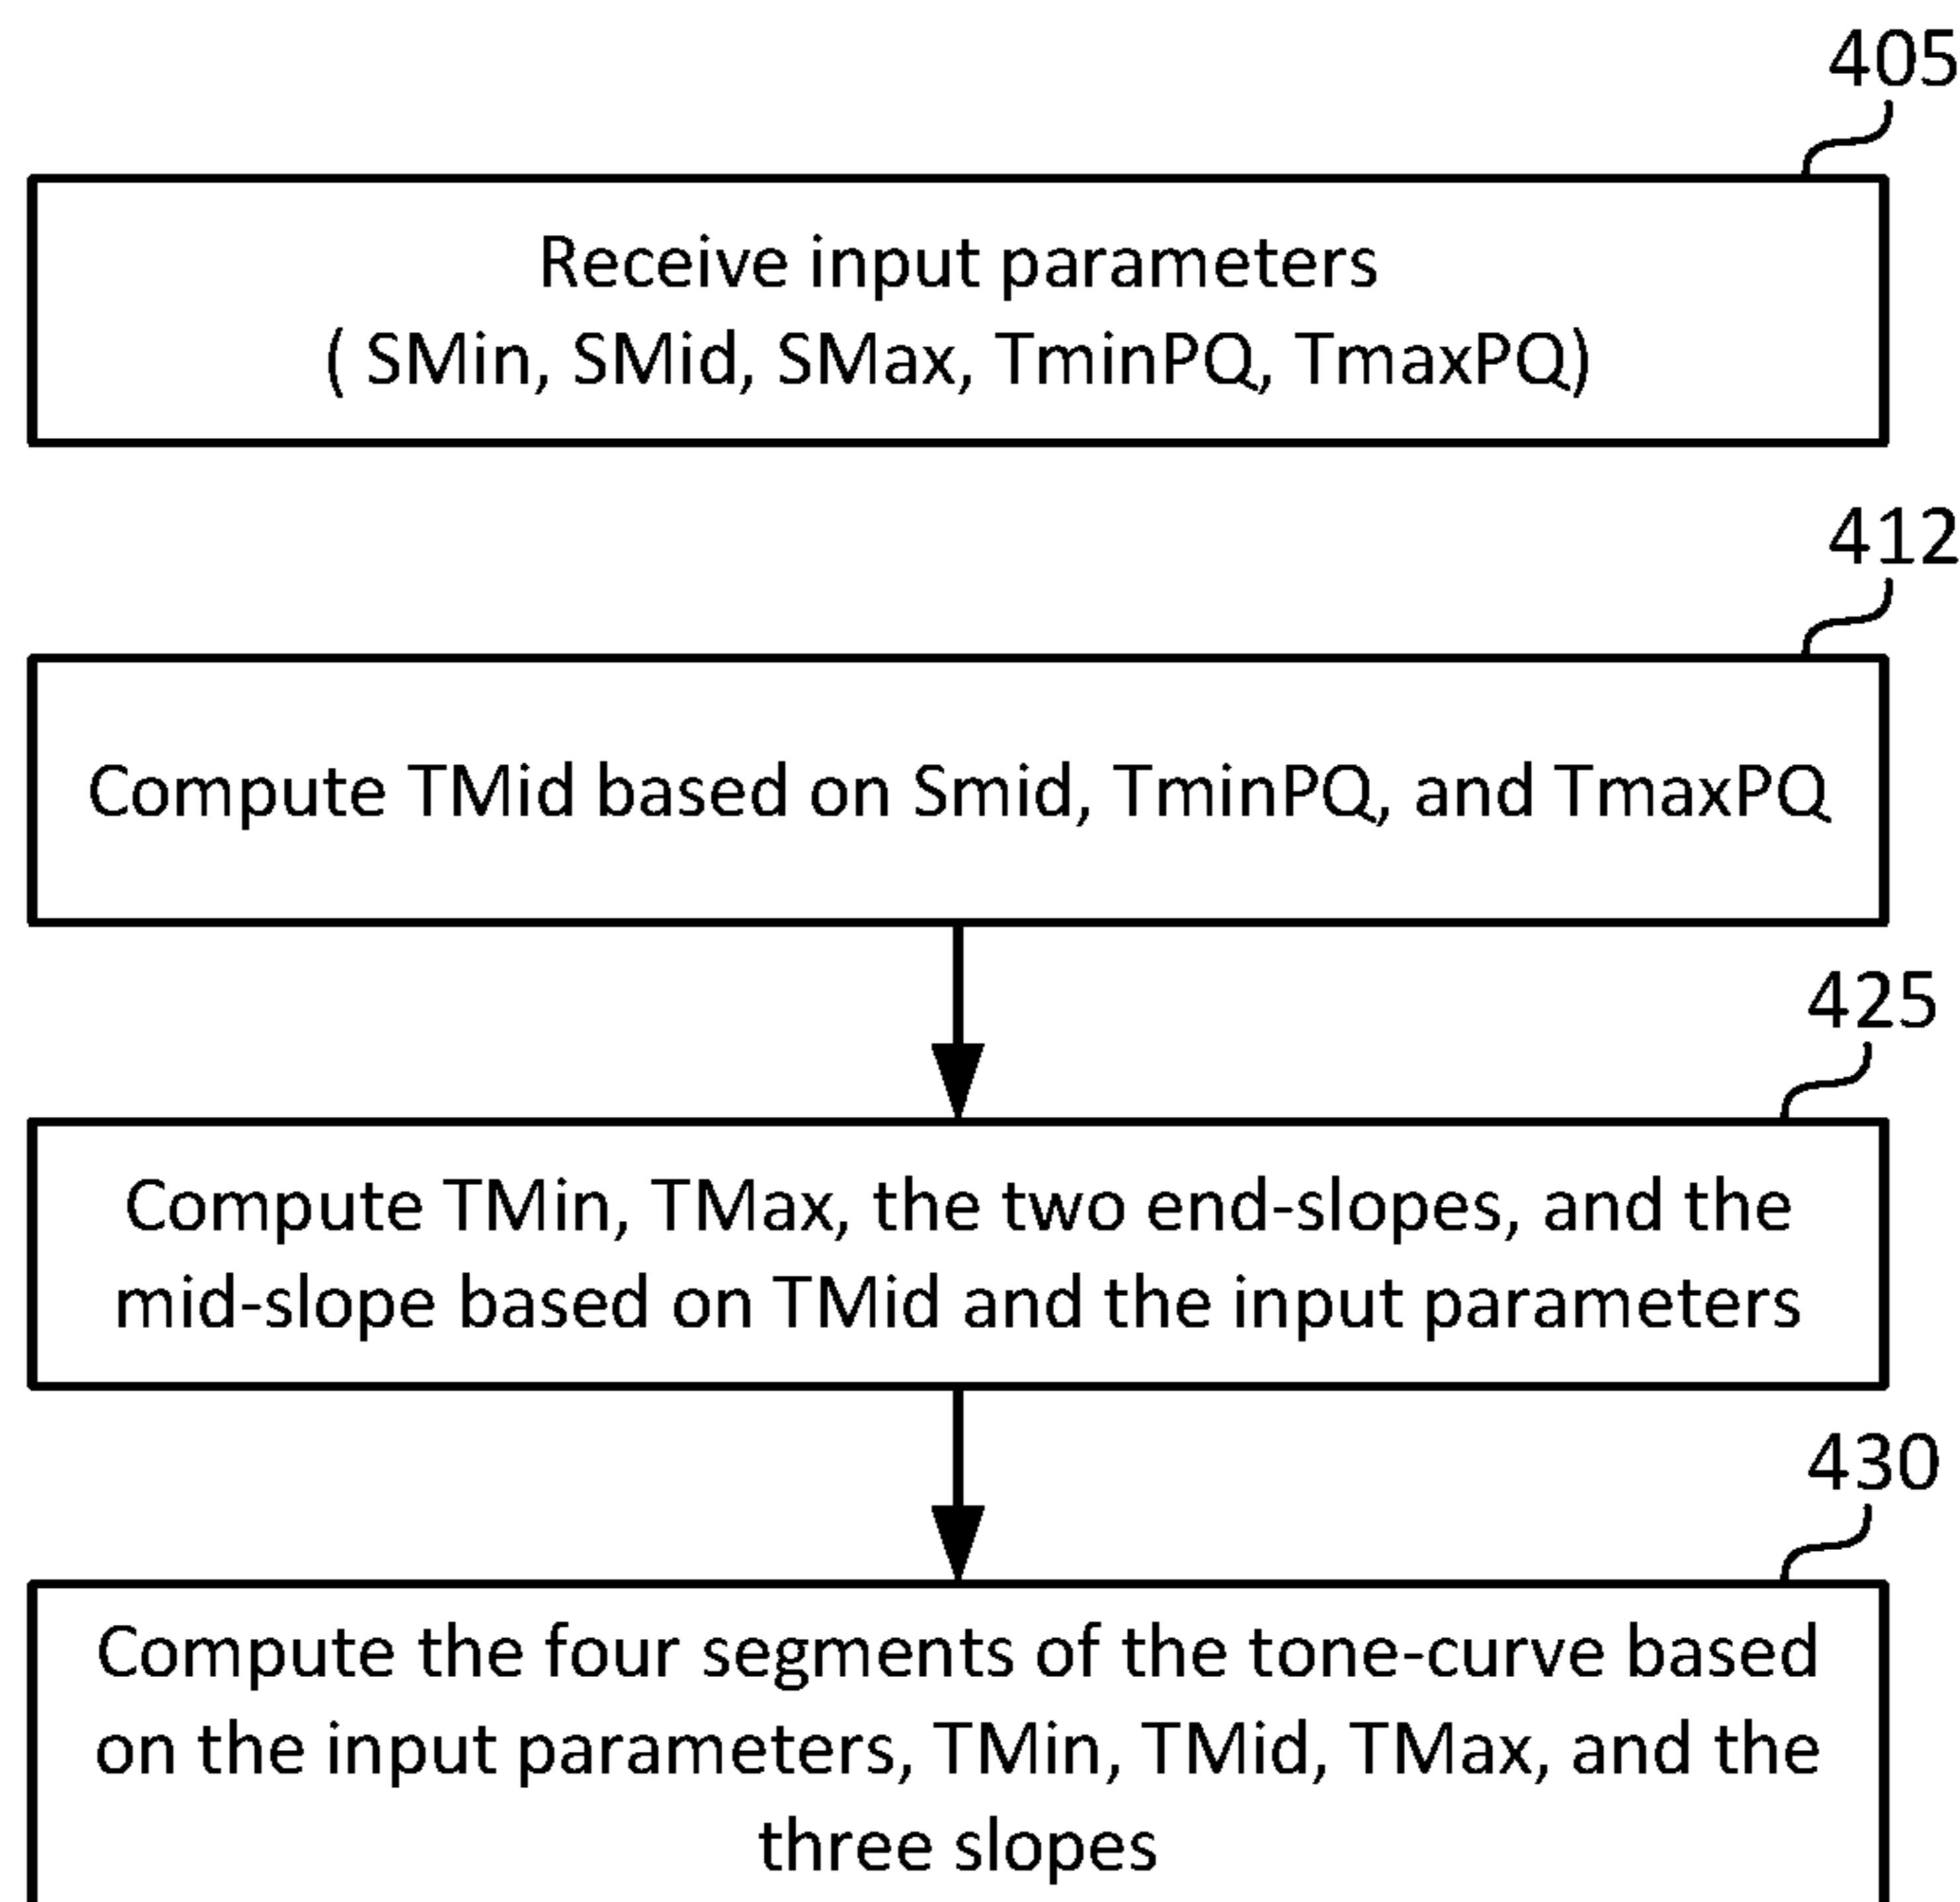 405
Receive input parameters
( SMin, SMid, SMax, TminPQ, TmaxPQ)
412
Compute TMid based on Smid, TminPQ, and TmaxPQ
425
Compute TMin, TMax, the two end-slopes, and the
mid-slope based on TMid and the input parameters
430
Compute the four segments of the tone-curve based
on the input parameters, TMin, TMid, TMax, and the
three slopes